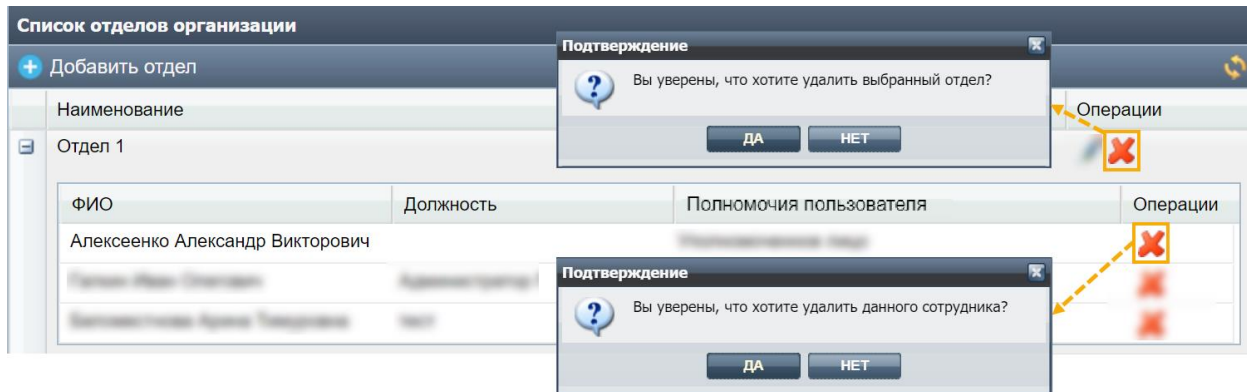 Список отделов организации
Добавить отдел
Подтверждение
Вы уверены, что хотите удалить выбранный отдел?
ДА НЕТ
Наименование Операции
Отдел 1
ФИО Должность Полномочия пользователя Операции
Алексеенко Александр Викторович
Подтверждение
Вы уверены, что хотите удалить данного сотрудника?
ДА НЕТ